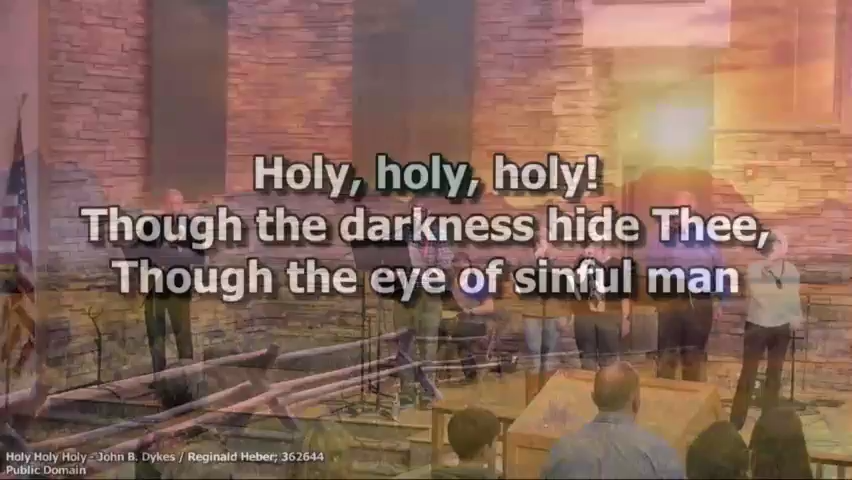 Holy, holy, holy!
Though the darkness hide Thee,
Though the eye of sinful man
Holy Holy Holy - John B. Dykes / Reginald Heber; 362644
Public Domain